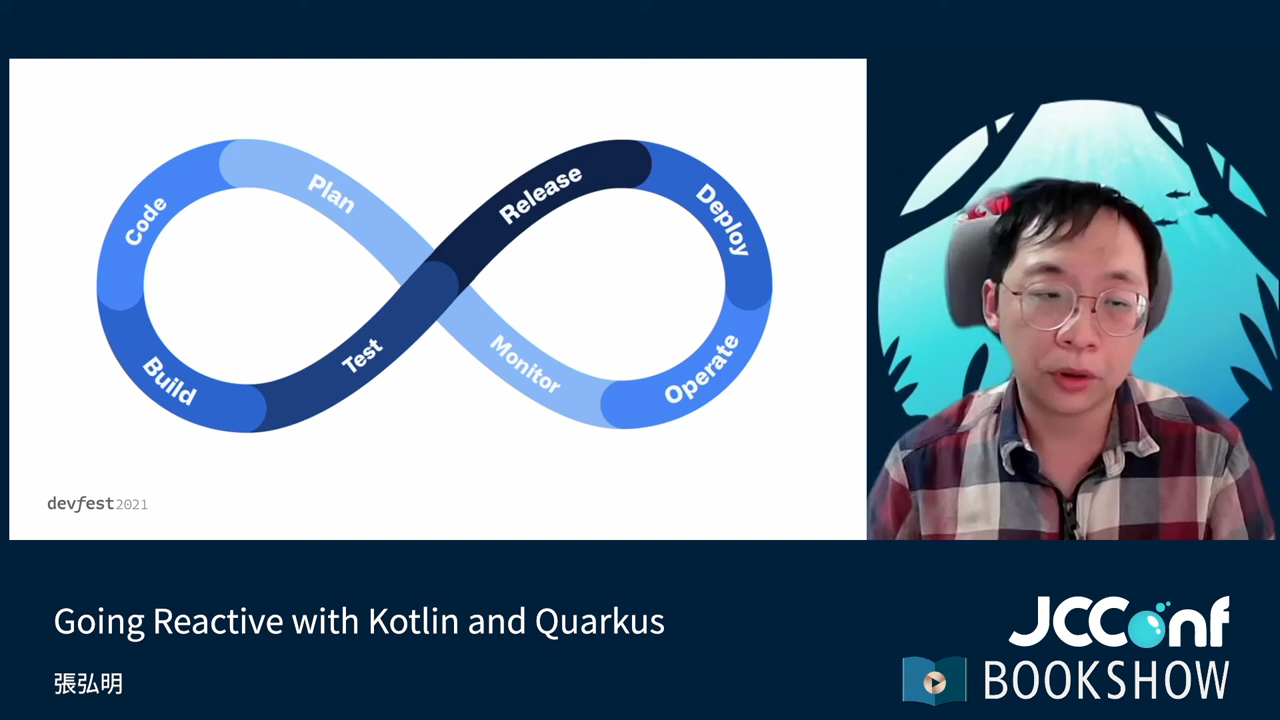 Plan
Code
Build
Test
Release
Deploy
Operate
Monitor
devfest2021
Going Reactive with Kotlin and Quarkus
張弘明
JCConf
BOOKSHOW